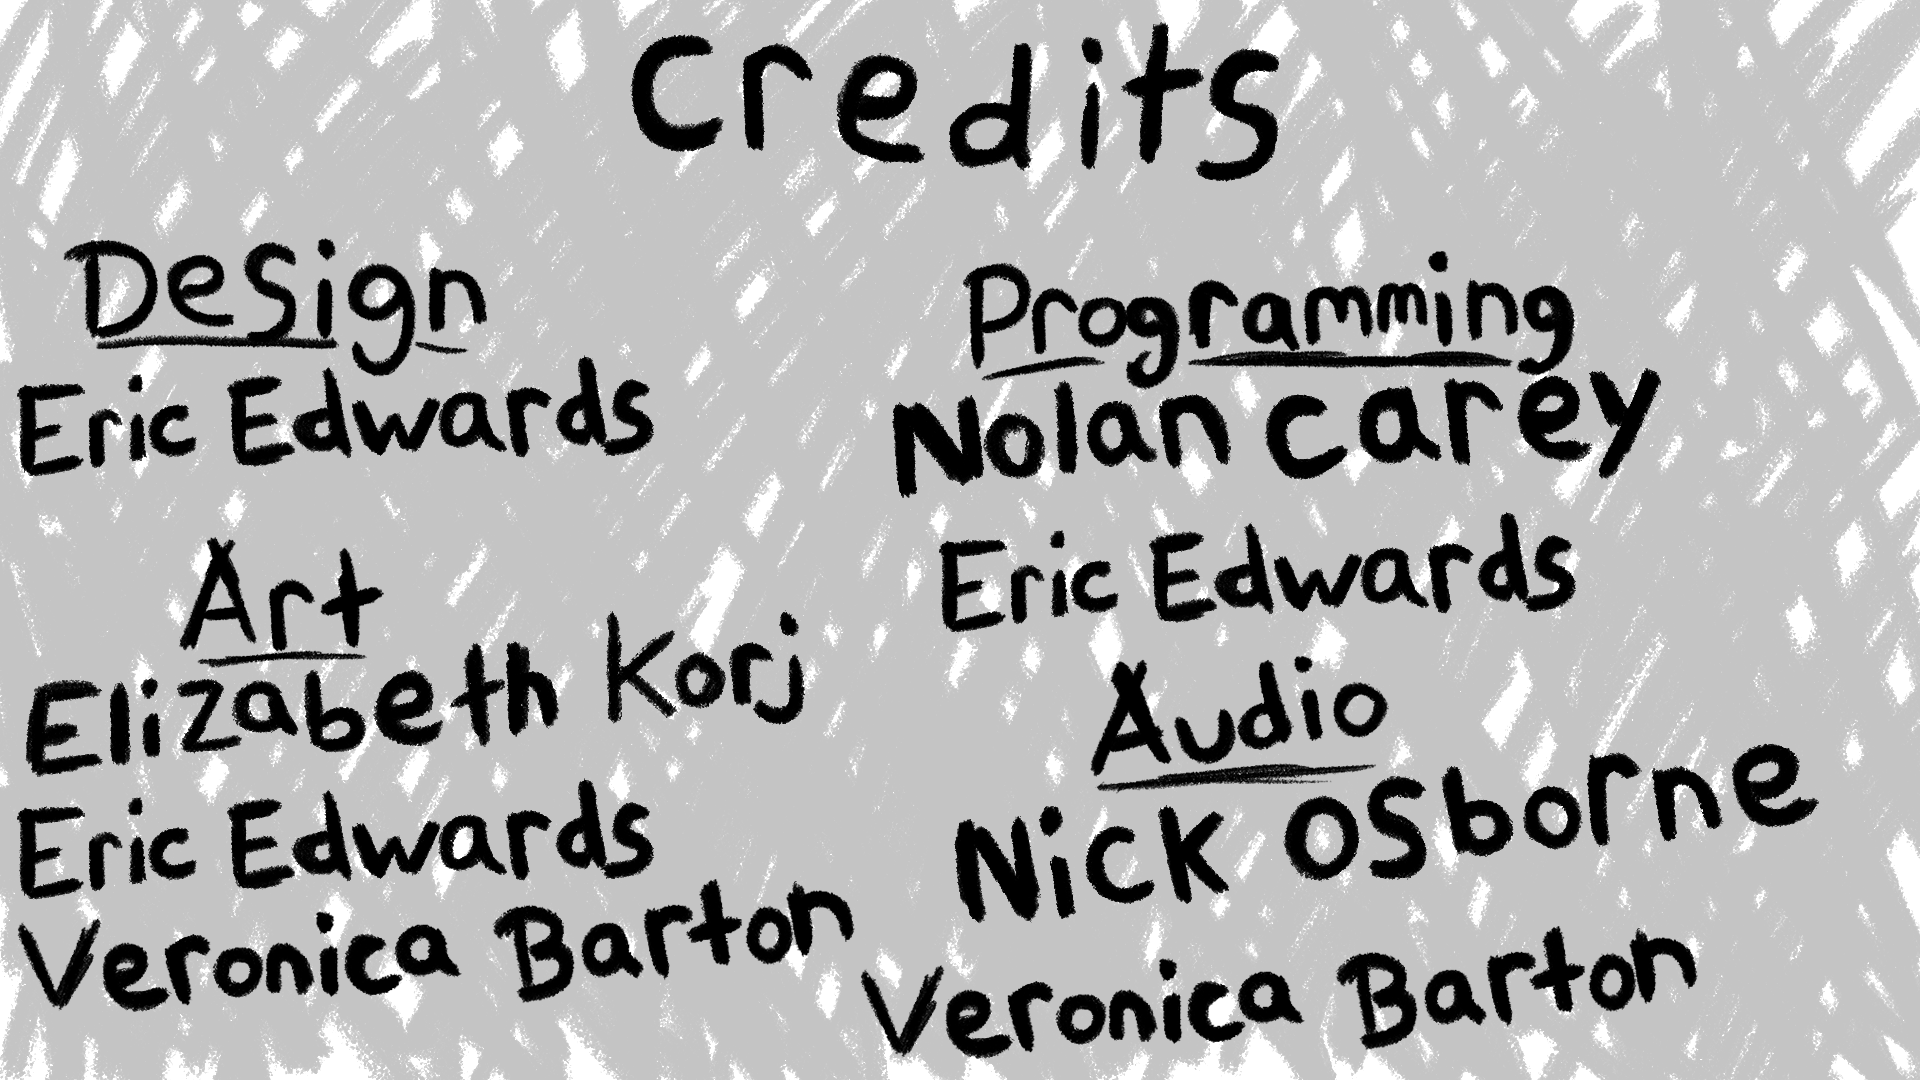 Credits
Design
Eric Edwards
Art
Elizabeth Korj
Eric Edwards
Veronica Barton
Programming
Nolan Carey
Eric Edwards
Audio
Nick Osborne
Veronica Barton